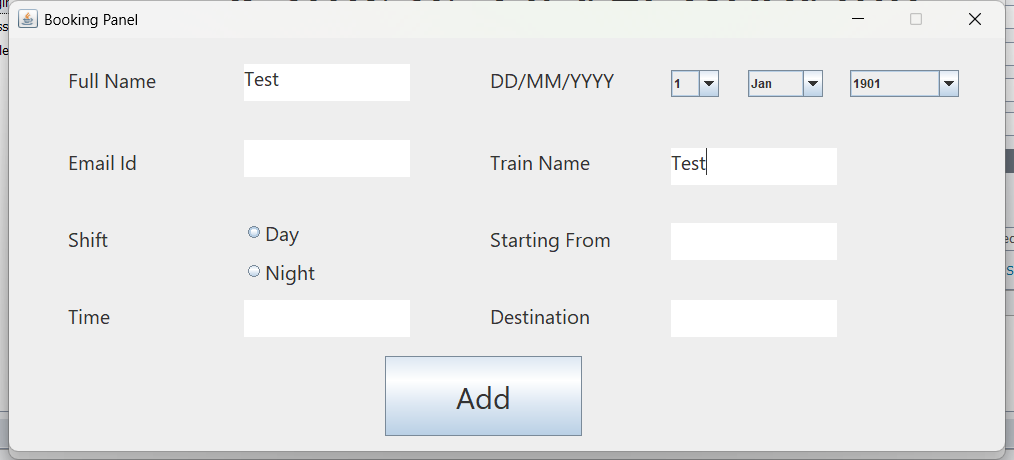 Booking Panel
Full Name Test DD/MM/YYYY 1 Jan 1901
Email Id Train Name Test
Shift Day Starting From
Night
Time Destination
Add